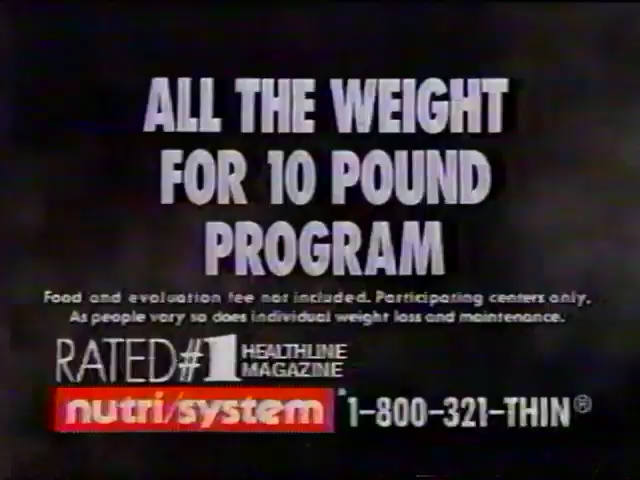 ALL THE WEIGHT
FOR 10 POUND
PROGRAM
Food and evaluation fee not included. Participating centers only.
As people vary so does individual weight loss and maintenance.
RATED #1 HEALTHLINE MAGAZINE
nutri/system 1-800-321-THIN®